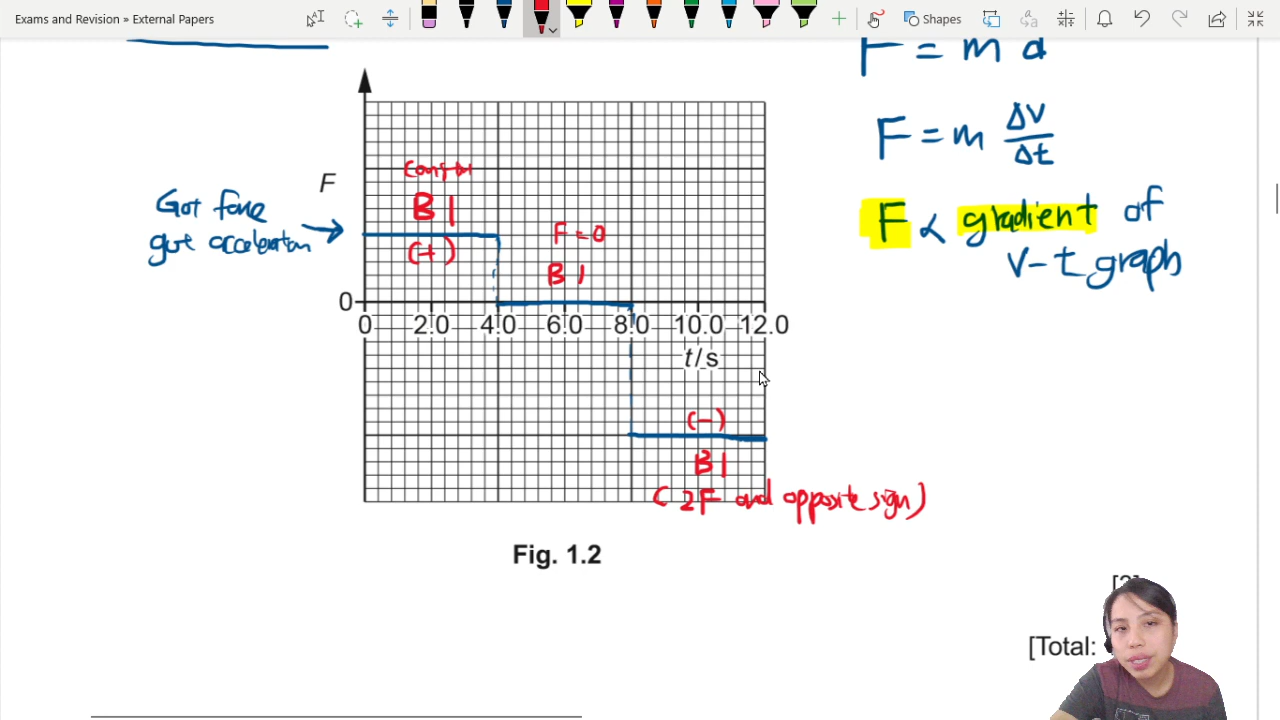 Exams and Revision » External Papers
Shapes
F = m a
F = m Δv/Δt
F ∝ gradient of
v-t graph
F
Const
B1
(+)
Got force
give acceleration
F = 0
B1
0
0 2.0 4.0 6.0 8.0 10.0 12.0
t/s
(-)
B1
( 2F and opposite sign)
Fig. 1.2
[Total: